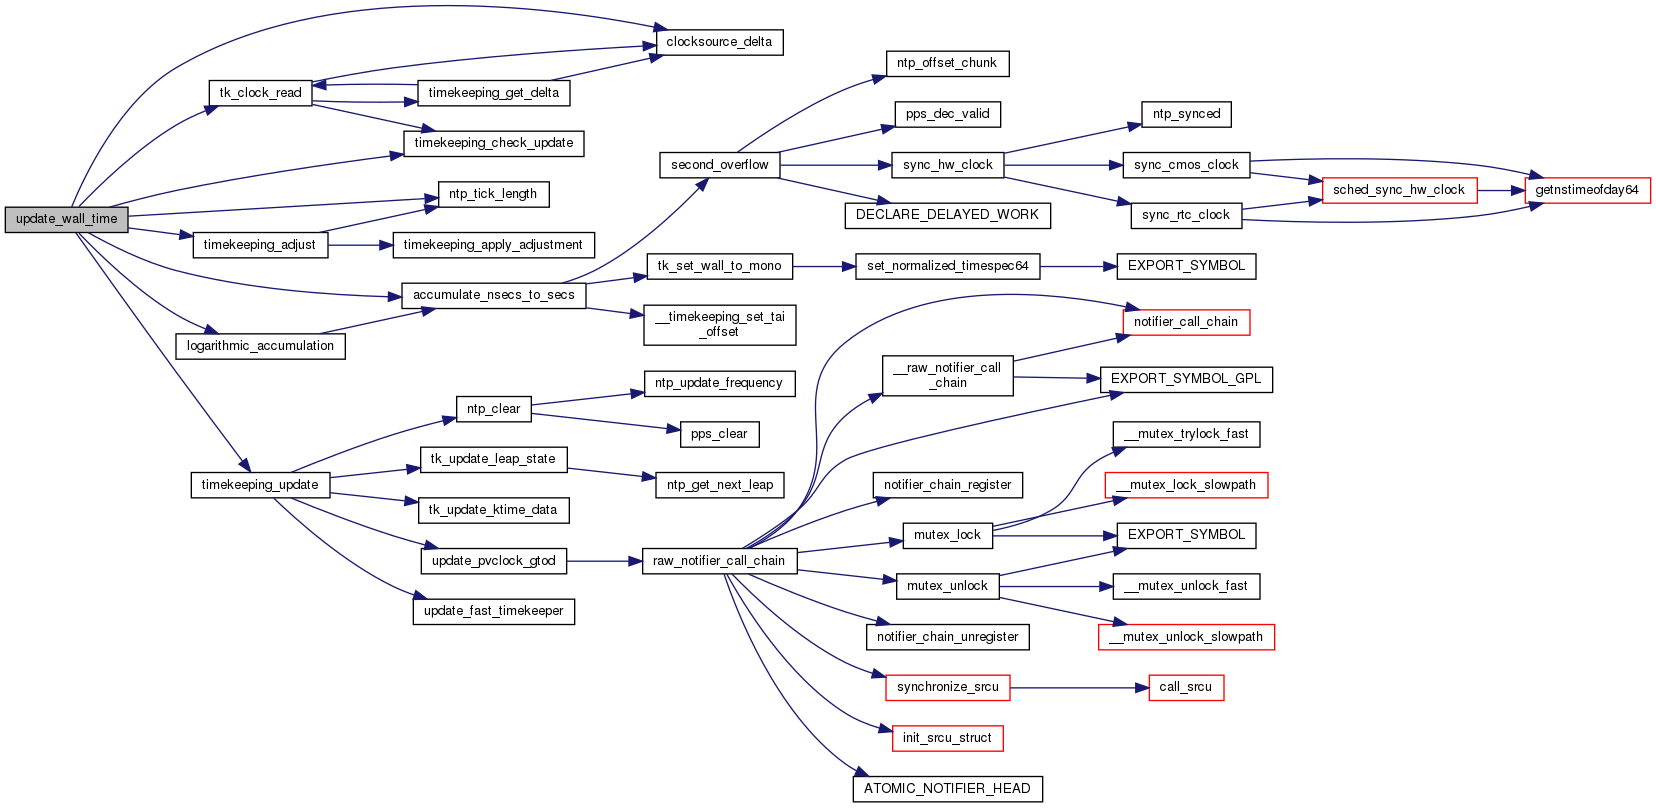 update_wall_time
tk_clock_read
timekeeping_adjust
logarithmic_accumulation
timekeeping_update
timekeeping_get_delta
timekeeping_check_update
ntp_tick_length
timekeeping_apply_adjustment
accumulate_nsecs_to_secs
ntp_clear
tk_update_leap_state
tk_update_ktime_data
update_pvclock_gtod
update_fast_timekeeper
clocksource_delta
second_overflow
tk_set_wall_to_mono
__timekeeping_set_tai
_offset
ntp_update_frequency
pps_clear
ntp_get_next_leap
raw_notifier_call_chain
ntp_offset_chunk
pps_dec_valid
sync_hw_clock
DECLARE_DELAYED_WORK
set_normalized_timespec64
__raw_notifier_call
_chain
notifier_chain_register
mutex_lock
mutex_unlock
notifier_chain_unregister
synchronize_srcu
init_srcu_struct
ATOMIC_NOTIFIER_HEAD
ntp_synced
sync_cmos_clock
sync_rtc_clock
EXPORT_SYMBOL
notifier_call_chain
EXPORT_SYMBOL_GPL
__mutex_trylock_fast
__mutex_lock_slowpath
EXPORT_SYMBOL
__mutex_unlock_fast
__mutex_unlock_slowpath
call_srcu
sched_sync_hw_clock
getnstimeofday64